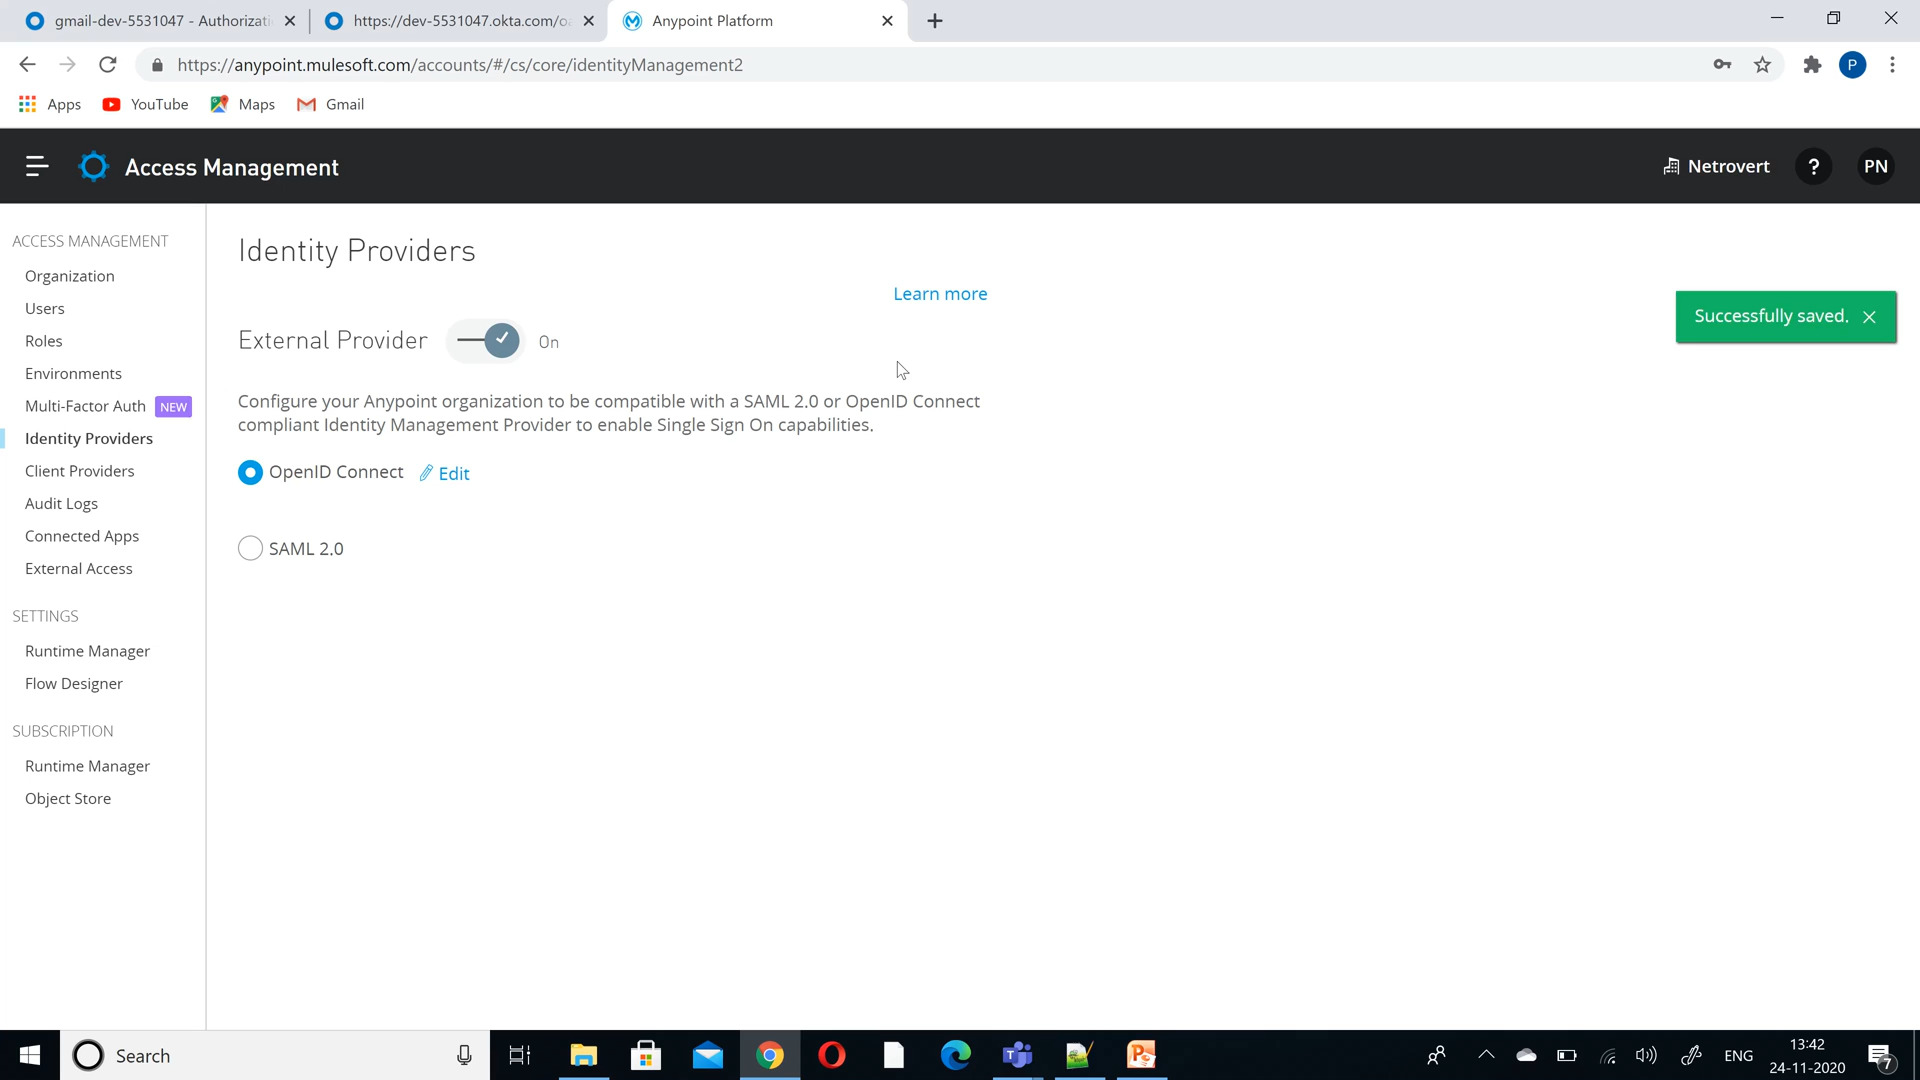 gmail-dev-5531047 - Authorizati
https://dev-5531047.okta.com/oa
Anypoint Platform
https://anypoint.mulesoft.com/accounts/#/cs/core/identityManagement2
P
Apps
YouTube
Maps
Gmail
Access Management
Netrovert
?
PN
ACCESS MANAGEMENT
Organization
Users
Roles
Environments
Multi-Factor Auth NEW
Identity Providers
Client Providers
Audit Logs
Connected Apps
External Access
SETTINGS
Runtime Manager
Flow Designer
SUBSCRIPTION
Runtime Manager
Object Store
Identity Providers
Learn more
Successfully saved.
External Provider
On
Configure your Anypoint organization to be compatible with a SAML 2.0 or OpenID Connect
compliant Identity Management Provider to enable Single Sign On capabilities.
OpenID Connect
Edit
SAML 2.0
Search
ENG
13:42
24-11-2020
7